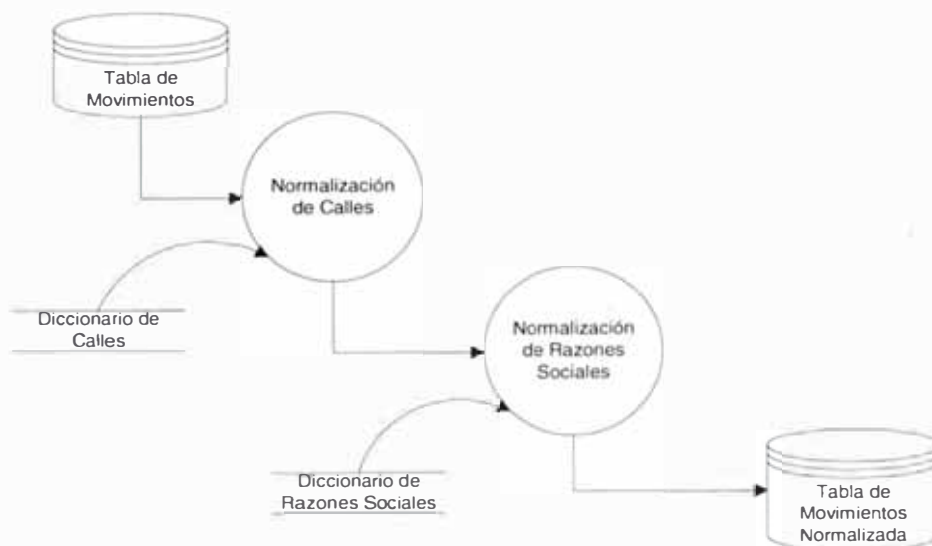 Tabla de
Movimientos
Normalización
de Calles
Diccionario de
Calles
Normalización
de Razones
Sociales
Diccionario de
Razones Sociales
Tabla de
Movimientos
Normalizada